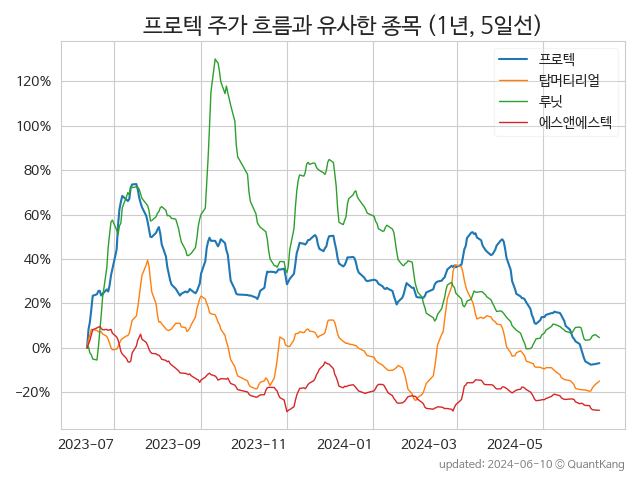 프로텍 주가 흐름과 유사한 종목 (1년, 5일선)
프로텍
탑머티리얼
루닛
에스앤에스텍
120%
100%
80%
60%
40%
20%
0%
−20%
2023-07
2023-09
2023-11
2024-01
2024-03
2024-05
updated: 2024-06-10 © QuantKang